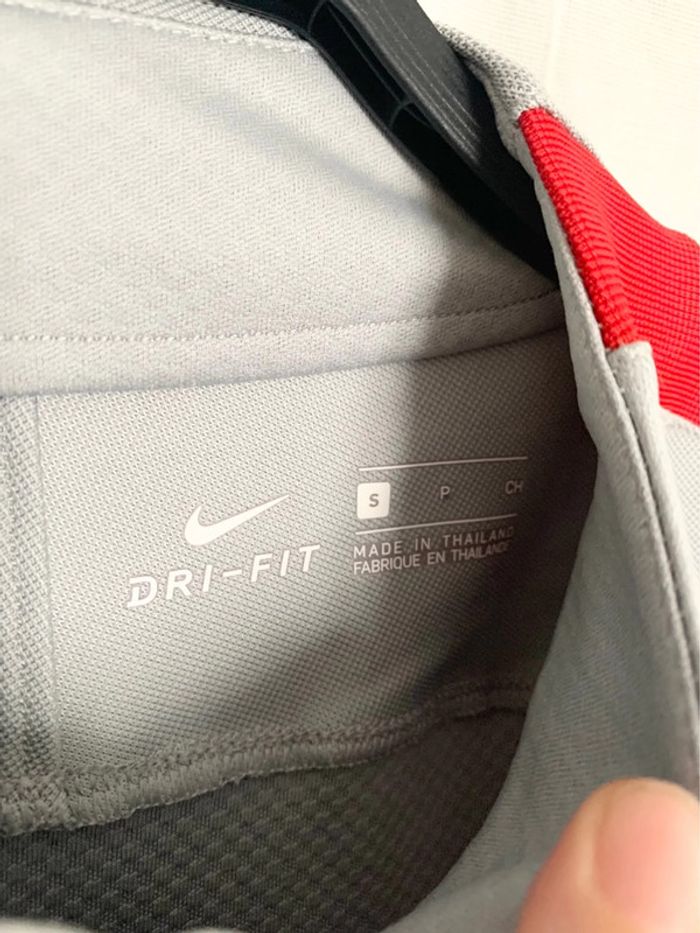 DRI-FIT
S P CH
MADE IN THAILAND
FABRIQUE EN THAILANDE